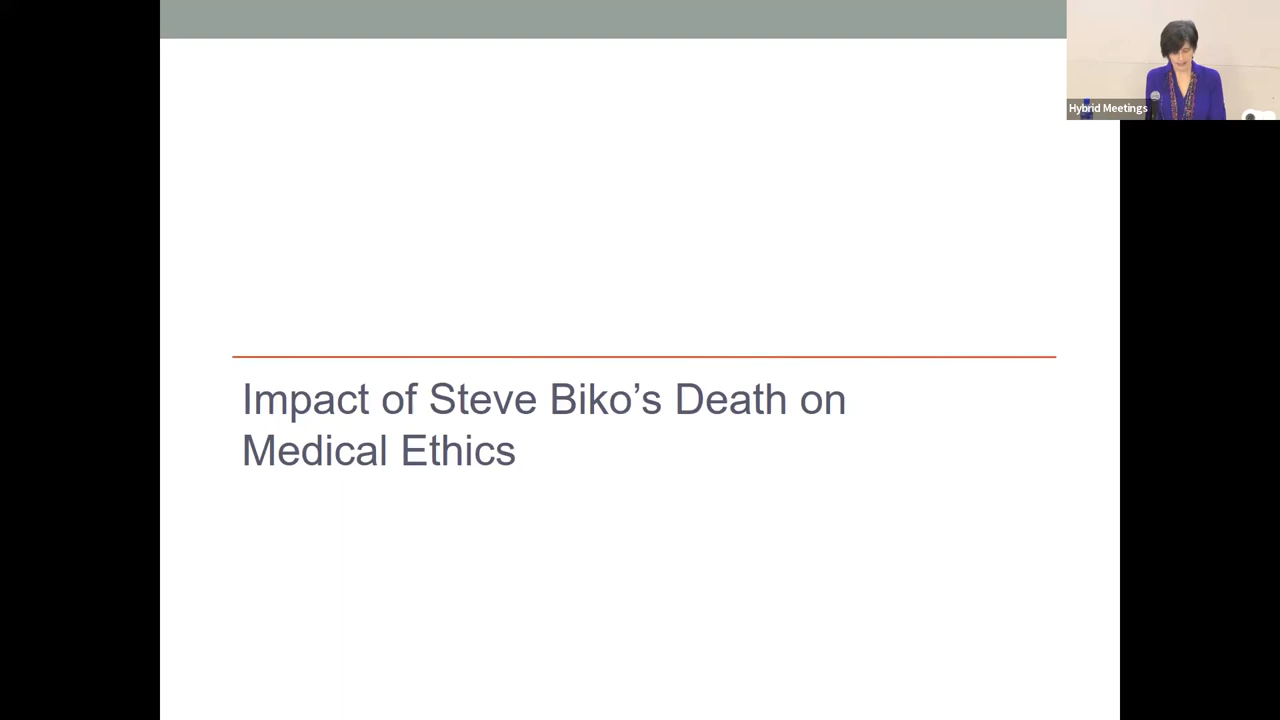 Hybrid Meetings
Impact of Steve Biko’s Death on
Medical Ethics